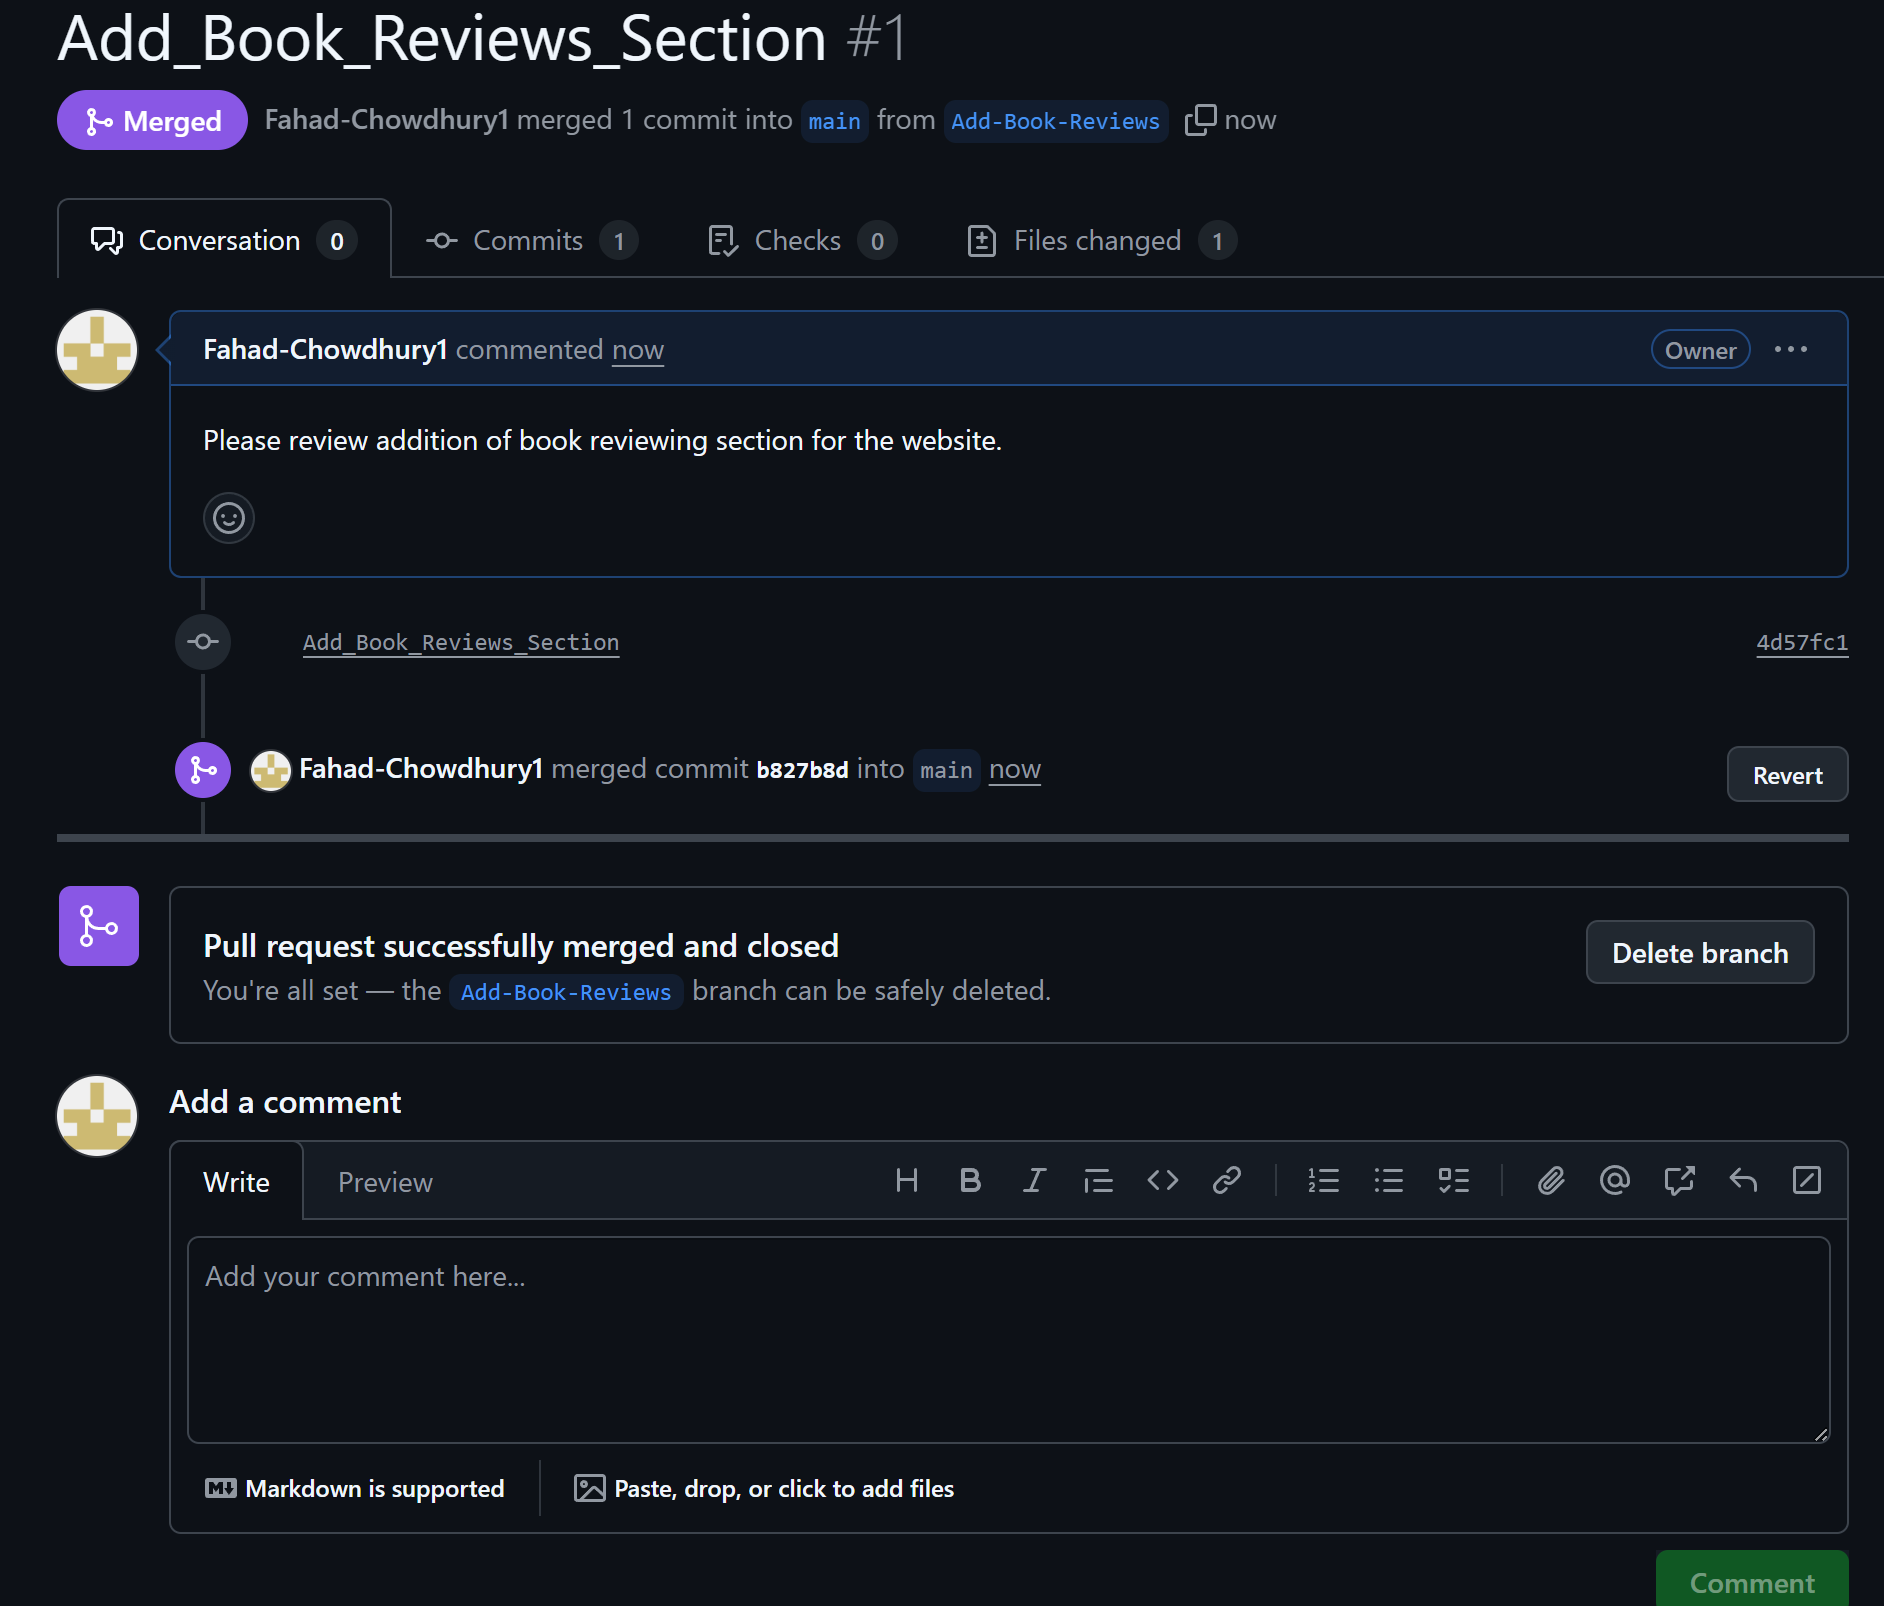 Add_Book_Reviews_Section #1
Merged Fahad-Chowdhury1 merged 1 commit into main from Add-Book-Reviews now
Conversation 0 Commits 1 Checks 0 Files changed 1
Fahad-Chowdhury1 commented now Owner
Please review addition of book reviewing section for the website.
Add_Book_Reviews_Section 4d57fc1
Fahad-Chowdhury1 merged commit b827b8d into main now Revert
Pull request successfully merged and closed
You're all set — the Add-Book-Reviews branch can be safely deleted.
Delete branch
Add a comment
Write Preview
Add your comment here...
Markdown is supported Paste, drop, or click to add files
Comment